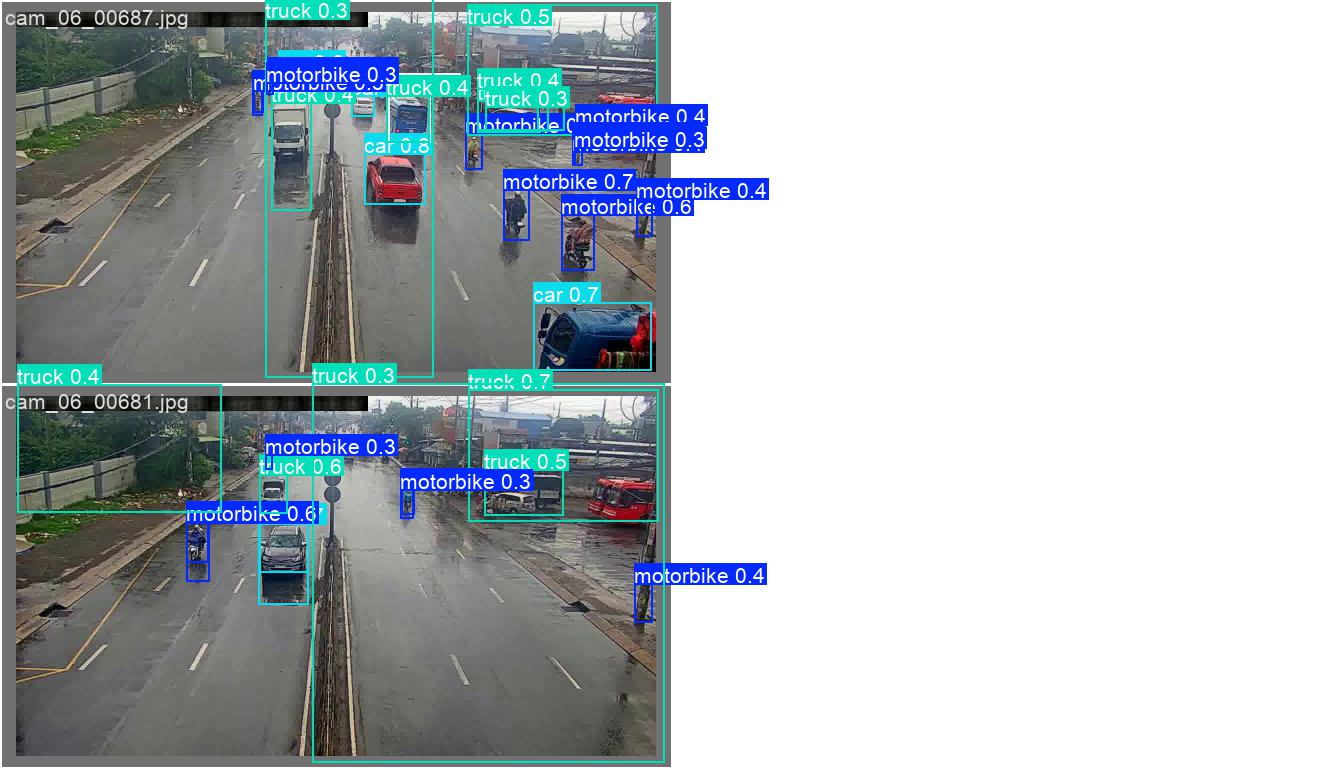 cam_06_00687.jpg
truck 0.3
truck 0.5
motorbike 0.3
truck 0.4
truck 0.4
truck 0.4
truck 0.3
car 0.8
motorbike 0.4
motorbike 0.3
motorbike 0.7
motorbike 0.4
motorbike 0.6
car 0.7
truck 0.4
truck 0.3
truck 0.7
cam_06_00681.jpg
motorbike 0.3
truck 0.6
truck 0.5
motorbike 0.3
motorbike 0.6
motorbike 0.4